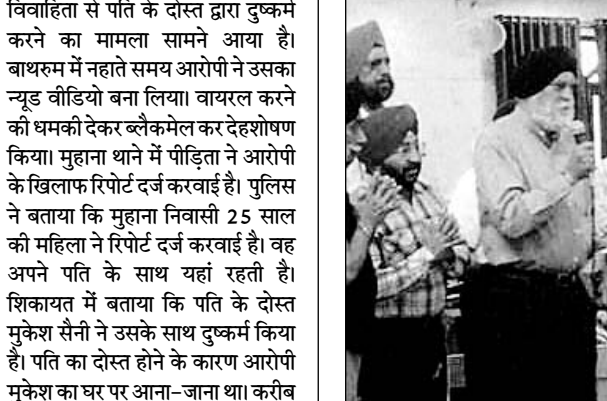 विवाहिता से पति के दोस्त द्वारा दुष्कर्म
करने का मामला सामने आया है।
बाथरुम में नहाते समय आरोपी ने उसका
न्यूड वीडियो बना लिया। वायरल करने
की धमकी देकर ब्लैकमेल कर देहशोषण
किया। मुहाना थाने में पीड़िता ने आरोपी
के खिलाफ रिपोर्ट दर्ज करवाई है। पुलिस
ने बताया कि मुहाना निवासी 25 साल
की महिला ने रिपोर्ट दर्ज करवाई है। वह
अपने पति के साथ यहां रहती है।
शिकायत में बताया कि पति के दोस्त
मुकेश सैनी ने उसके साथ दुष्कर्म किया
है। पति का दोस्त होने के कारण आरोपी
मुकेश का घर पर आना-जाना था। करीब